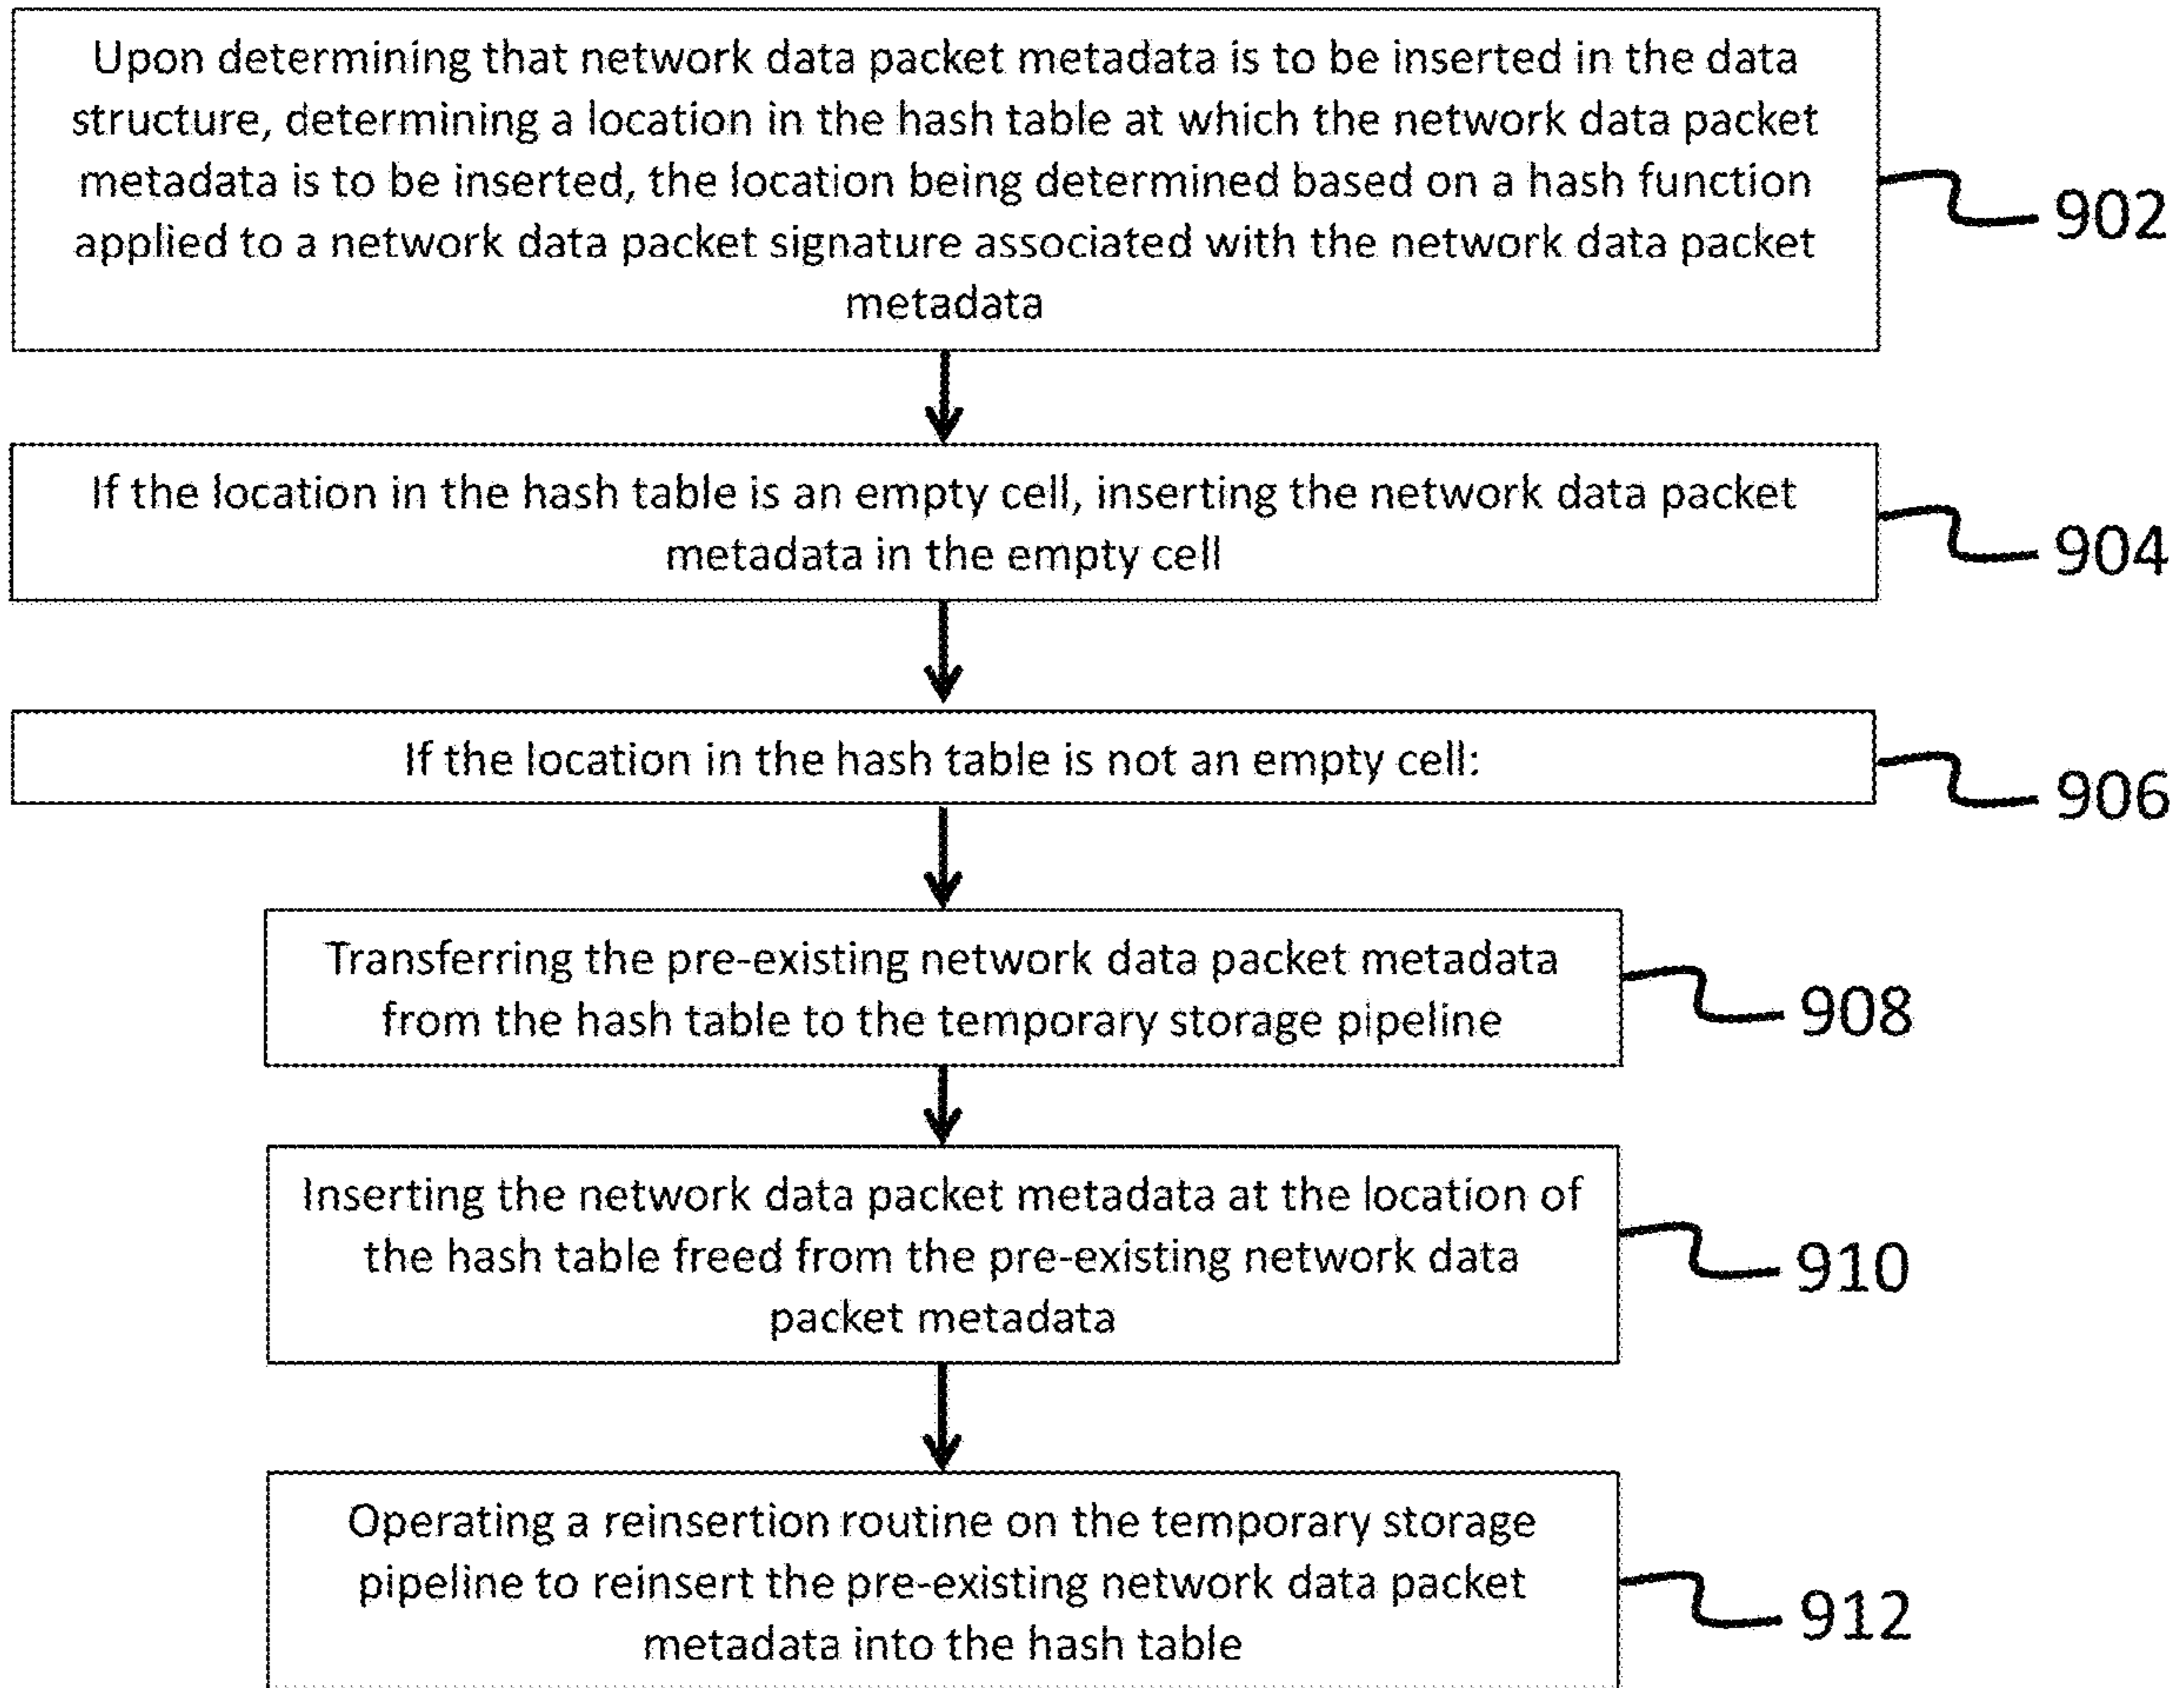 Upon determining that network data packet metadata is to be inserted in the data
structure, determining a location in the hash table at which the network data packet
metadata is to be inserted, the location being determined based on a hash function
applied to a network data packet signature associated with the network data packet
metadata
902
If the location in the hash table is an empty cell, inserting the network data packet
metadata in the empty cell
904
If the location in the hash table is not an empty cell:
906
Transferring the pre-existing network data packet metadata
from the hash table to the temporary storage pipeline
908
Inserting the network data packet metadata at the location of
the hash table freed from the pre-existing network data
packet metadata
910
Operating a reinsertion routine on the temporary storage
pipeline to reinsert the pre-existing network data packet
metadata into the hash table
912